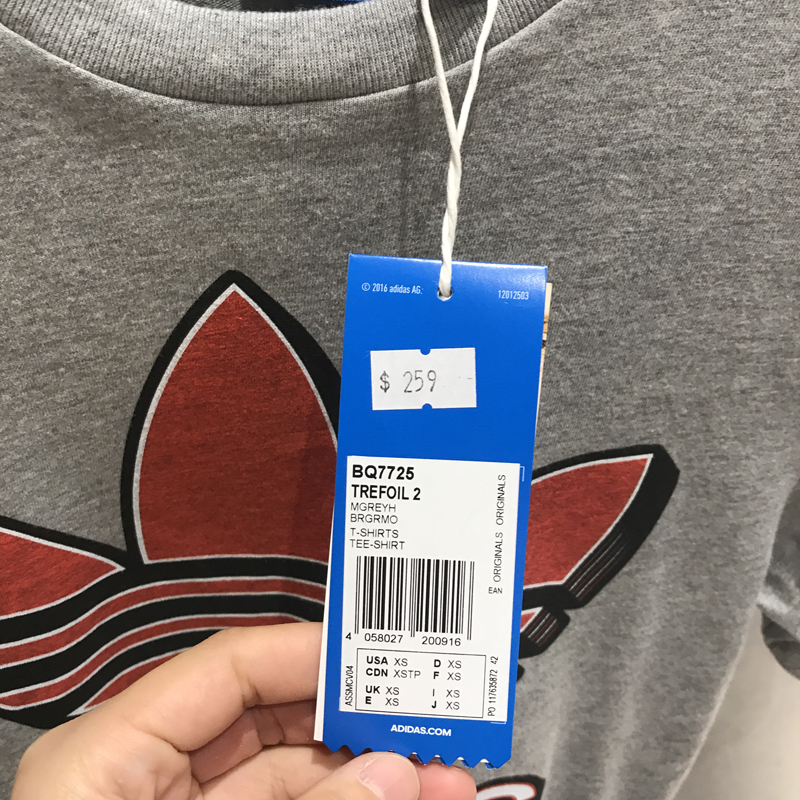 © 2016 adidas AG.
12012503
$ 259 -
BQ7725
TREFOIL 2
MGREYH
BRGRMO
T-SHIRTS
TEE-SHIRT
EAN ORIGINALS ORIGINALS
4 058027 200916
ASSMCV04
USA XS D XS
CDN XSTP F XS
UK XS I XS
E XS J XS
PO 117635872 42
ADIDAS.COM